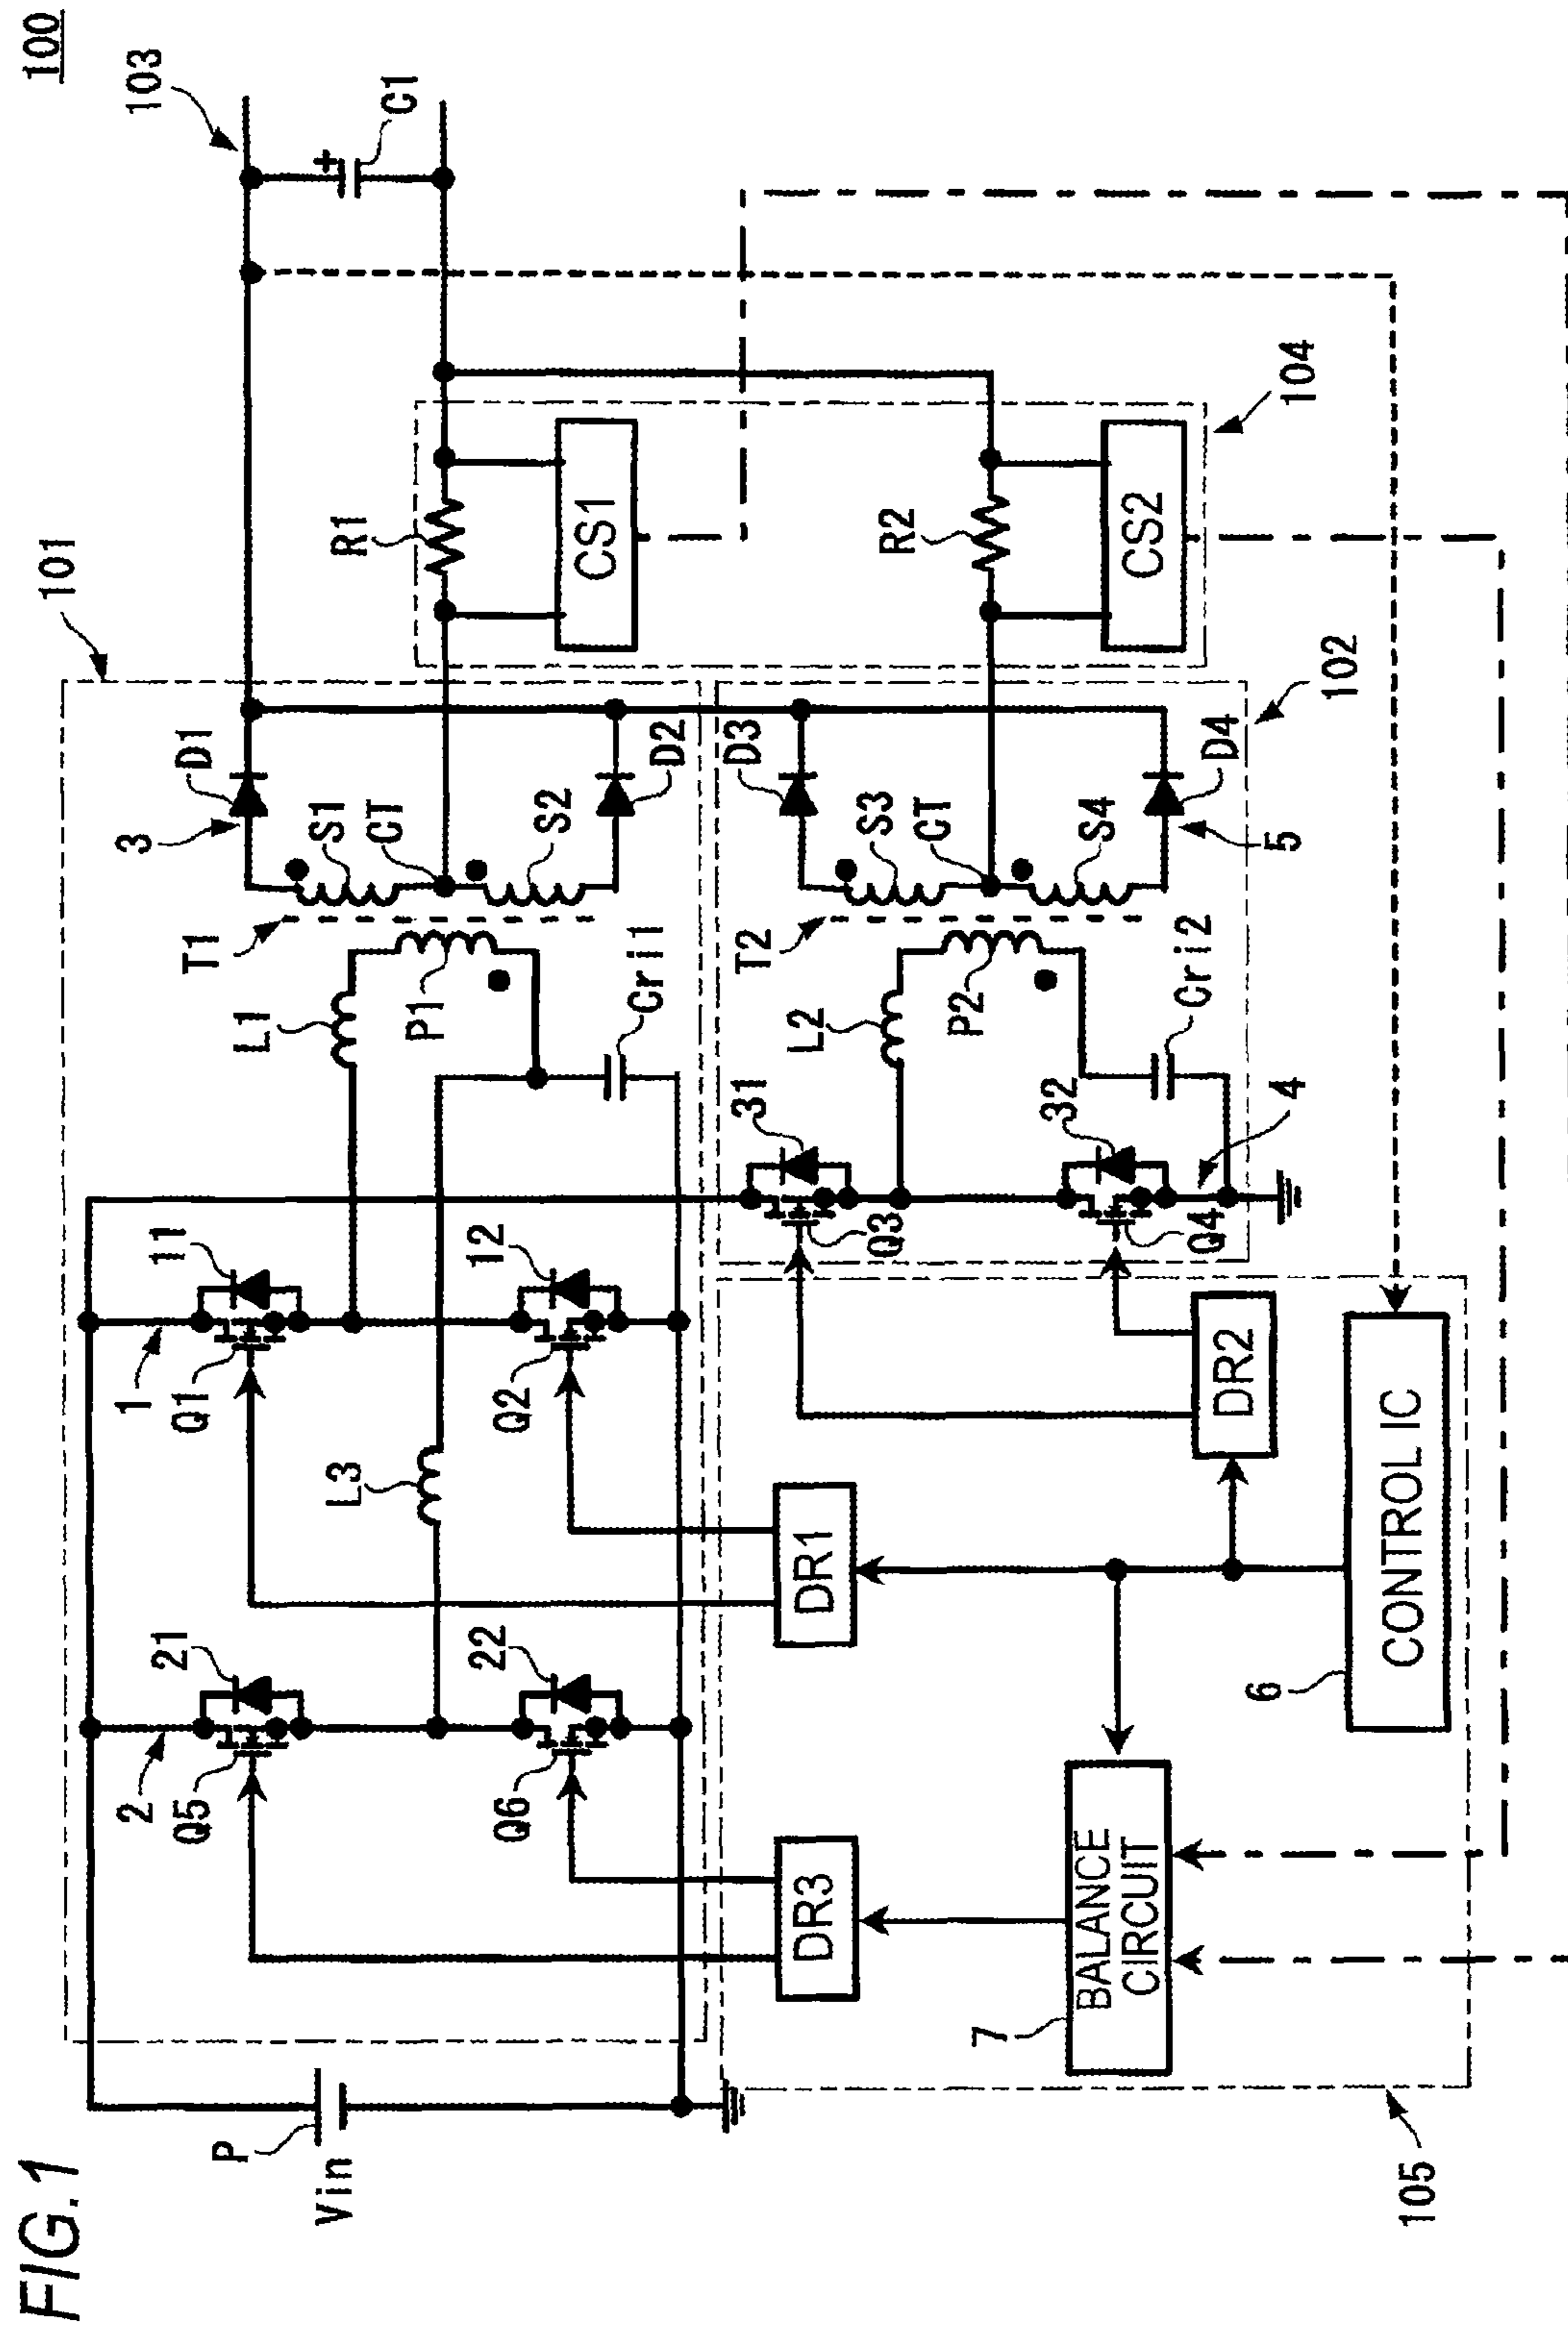 FIG.1
100
101
103
D1
3
S1
CT
S2
D2
R1
CS1
C1
T1
L1
P1
Cri1
11
1
Q1
12
Q2
L3
21
2
Q5
22
Q6
P
Vin
D3
S3
CT
S4
D4
5
102
R2
CS2
104
T2
L2
P2
Cri2
31
Q3
32
Q4
4
DR3
DR1
DR2
7
BALANCE
CIRCUIT
6
CONTROL IC
105